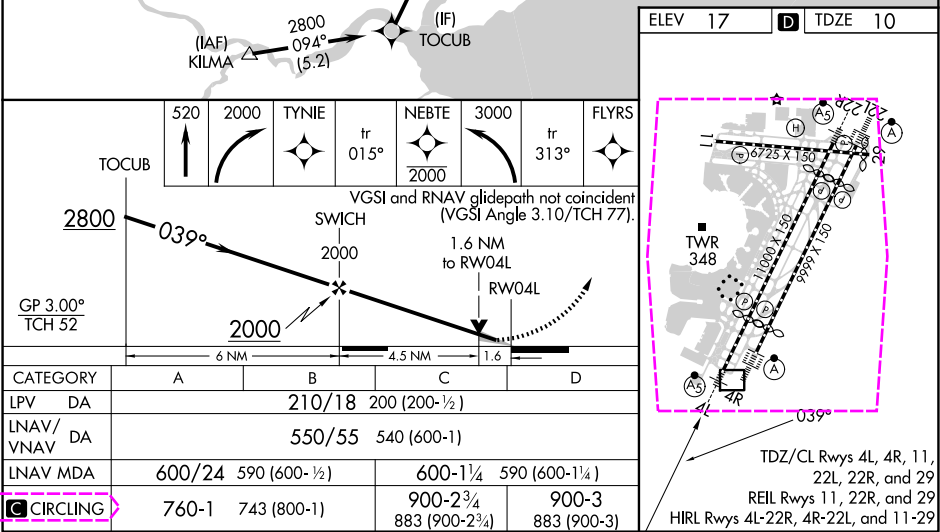 2800
094°
(5.2)
(IAF)
KILMA
(IF)
TOCUB
ELEV 17
D
TDZE 10
520
2000
TYNIE
tr
015°
NEBTE
2000
3000
tr
313°
FLYRS
TOCUB
VGSI and RNAV glidepath not coincident
(VGSI Angle 3.10/TCH 77).
2800
039°
SWICH
2000
1.6 NM
to RW04L
RW04L
GP 3.00°
TCH 52
2000
6 NM
4.5 NM
1.6
CATEGORY A B C D
LPV DA 210/18 200 (200-½)
LNAV/
VNAV DA 550/55 540 (600-1)
LNAV MDA 600/24 590 (600-½) 600-1¼ 590 (600-1¼)
C CIRCLING 760-1 743 (800-1) 900-2¾ 883 (900-2¾) 900-3 883 (900-3)
22R
22L
A5
A
H
11
29
P
6725 X 150
P
P
P
TWR
348
11000 X 150
9999 X 150
P
P
A5
A
4R
4L
039°
TDZ/CL Rwys 4L, 4R, 11,
22L, 22R, and 29
REIL Rwys 11, 22R, and 29
HIRL Rwys 4L-22R, 4R-22L, and 11-29